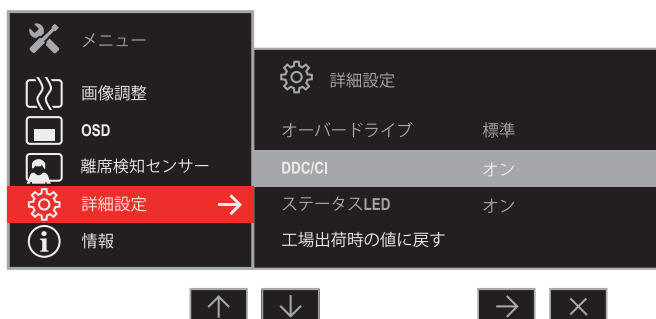 メニュー
画像調整
OSD
離席検知センサー
詳細設定
情報
詳細設定
オーバードライブ 標準
DDC/CI オン
ステータスLED オン
工場出荷時の値に戻す